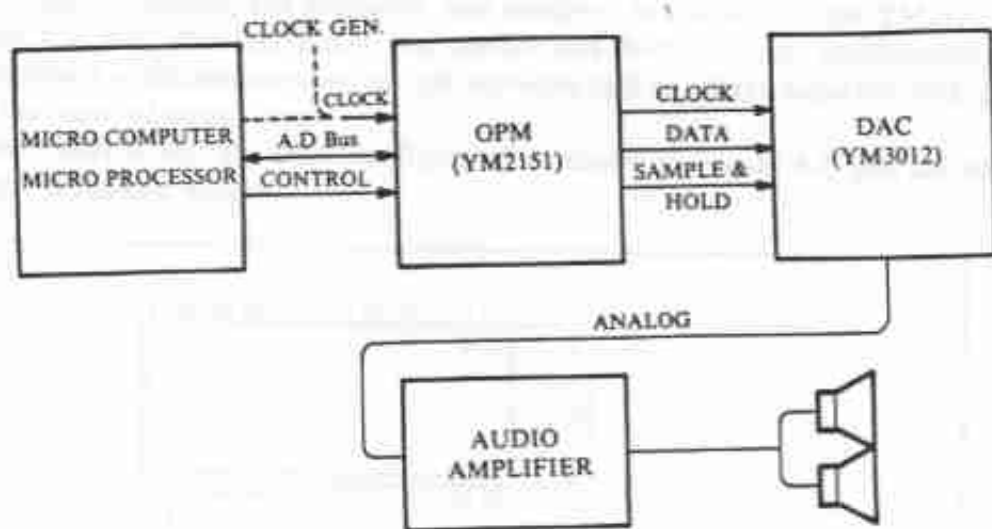 CLOCK GEN.
CLOCK
MICRO COMPUTER
MICRO PROCESSOR
A.D Bus
CONTROL
OPM
(YM2151)
CLOCK
DATA
SAMPLE &
HOLD
DAC
(YM3012)
ANALOG
AUDIO
AMPLIFIER